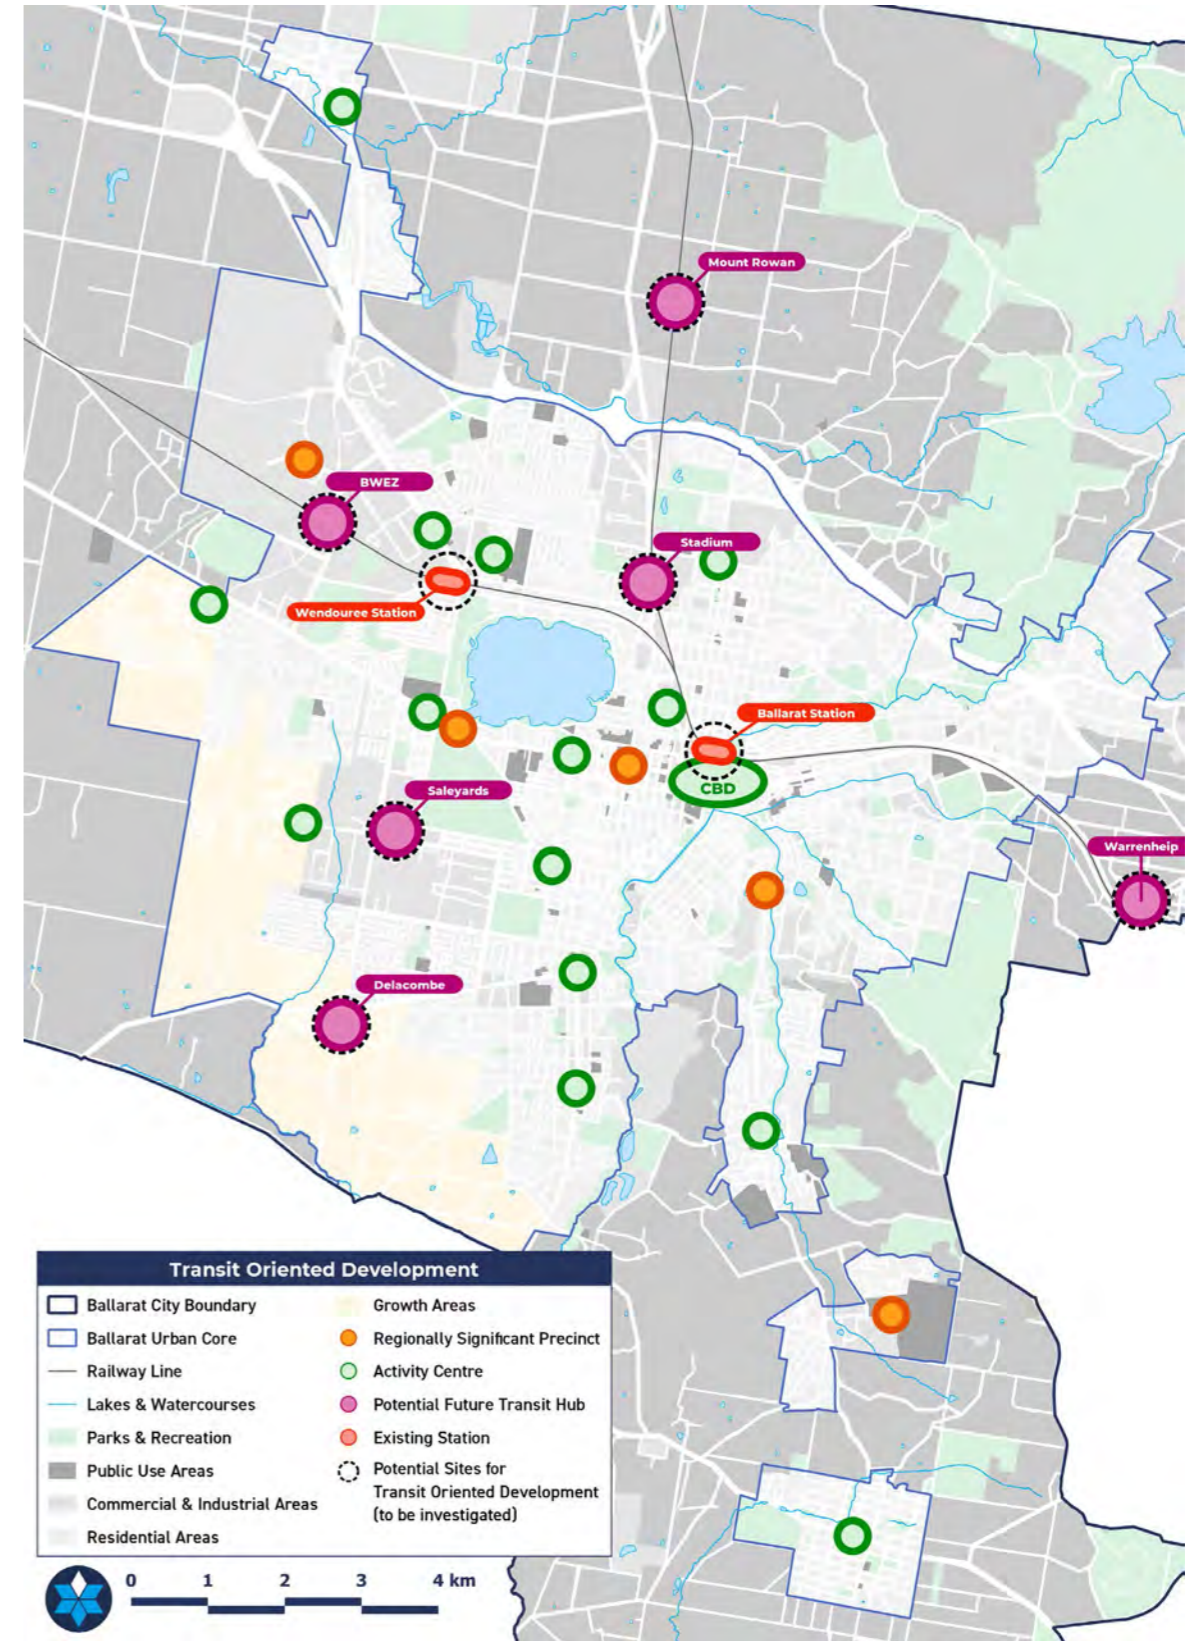 Mount Rowan
BWEZ
Stadium
Wendouree Station
Ballarat Station
CBD
Saleyards
Warrenheip
Delacombe
Transit Oriented Development
Ballarat City Boundary
Ballarat Urban Core
Railway Line
Lakes & Watercourses
Parks & Recreation
Public Use Areas
Commercial & Industrial Areas
Residential Areas
Growth Areas
Regionally Significant Precinct
Activity Centre
Potential Future Transit Hub
Existing Station
Potential Sites for
Transit Oriented Development
(to be investigated)
0 1 2 3 4 km